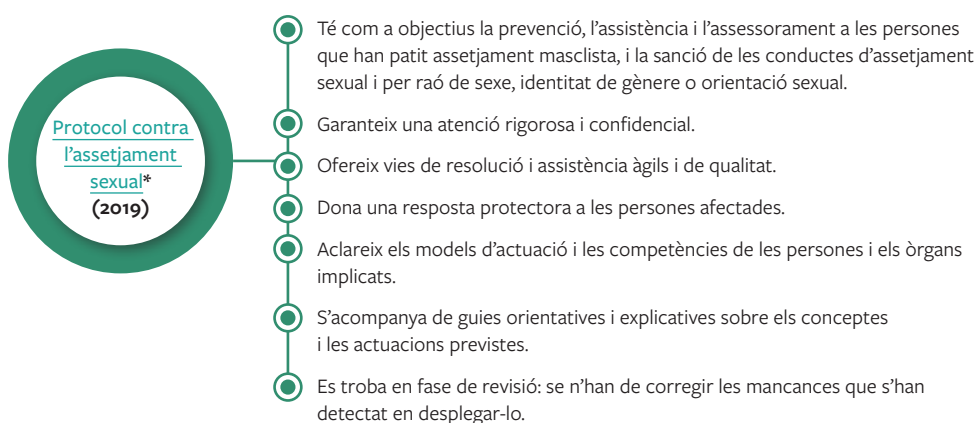 Protocol contra
l'assetjament
sexual*
(2019)
Té com a objectius la prevenció, l'assistència i l'assessorament a les persones
que han patit assetjament masclista, i la sanció de les conductes d'assetjament
sexual i per raó de sexe, identitat de gènere o orientació sexual.
Garanteix una atenció rigorosa i confidencial.
Ofereix vies de resolució i assistència àgils i de qualitat.
Dona una resposta protectora a les persones afectades.
Aclareix els models d'actuació i les competències de les persones i els òrgans
implicats.
S'acompanya de guies orientatives i explicatives sobre els conceptes
i les actuacions previstes.
Es troba en fase de revisió: se n'han de corregir les mancances que s'han
detectat en desplegar-lo.